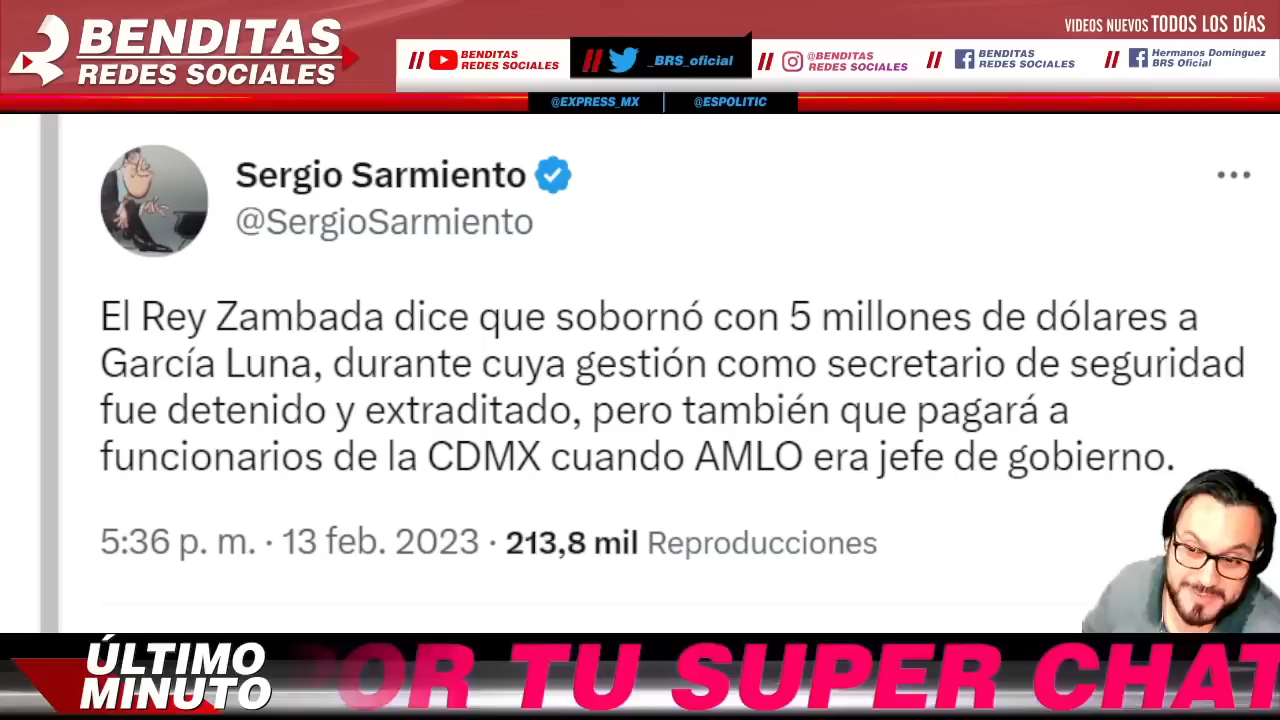 BENDITAS
REDES SOCIALES
VIDEOS NUEVOS TODOS LOS DÍAS
// BENDITAS
REDES SOCIALES
// _BRS_oficial
// @BENDITAS
REDES SOCIALES
// BENDITAS
REDES SOCIALES
// Hermanos Dominguez
BRS Oficial
@EXPRESS_MX
@ESPOLITIC
Sergio Sarmiento
@SergioSarmiento
El Rey Zambada dice que sobornó con 5 millones de dólares a
García Luna, durante cuya gestión como secretario de seguridad
fue detenido y extraditado, pero también que pagará a
funcionarios de la CDMX cuando AMLO era jefe de gobierno.
5:36 p. m. · 13 feb. 2023 · 213,8 mil Reproducciones
ÚLTIMO
MINUTO
POR TU SUPER CHAT